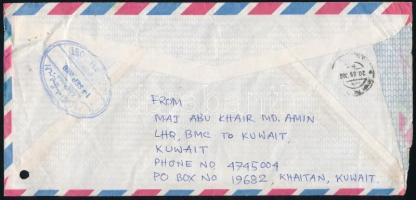 FROM
MAJ ABU KHAIR MD. AMIN
LHQ, BMC TO KUWAIT,
KUWAIT
PHONE NO 4745004
PO BOX NO 19682, KHAITAN, KUWAIT.